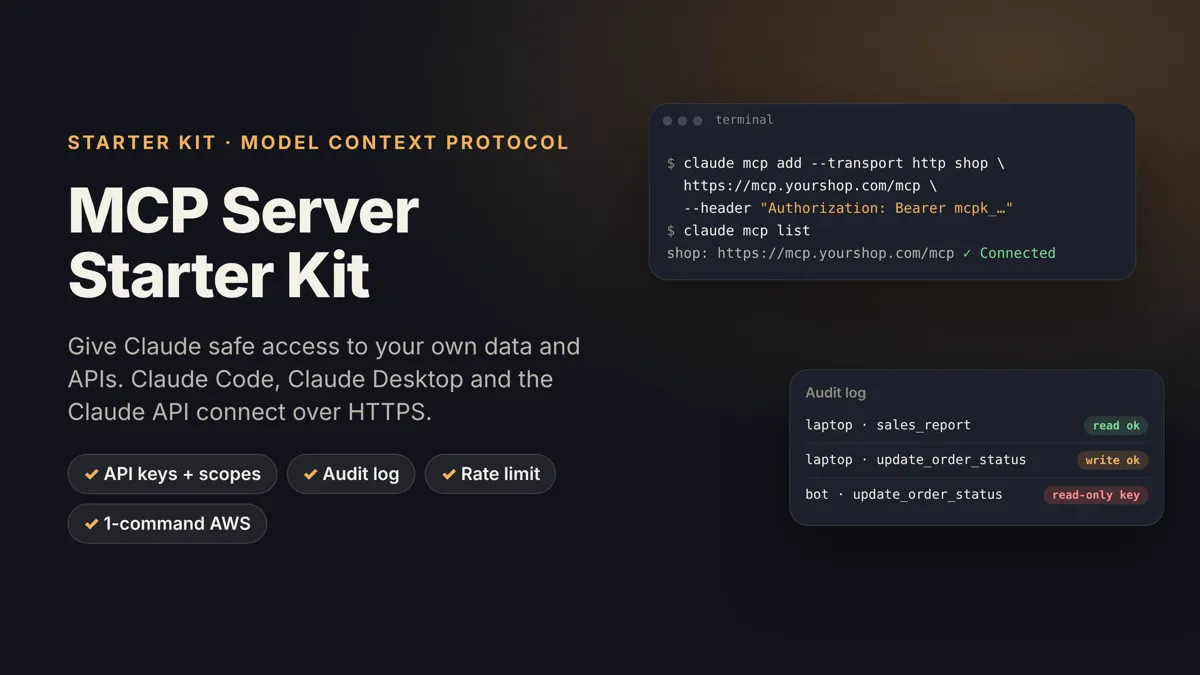 STARTER KIT · MODEL CONTEXT PROTOCOL
MCP Server
Starter Kit
Give Claude safe access to your own data and
APIs. Claude Code, Claude Desktop and the
Claude API connect over HTTPS.
✓ API keys + scopes
✓ Audit log
✓ Rate limit
✓ 1-command AWS
terminal
$ claude mcp add --transport http shop \
https://mcp.yourshop.com/mcp \
--header "Authorization: Bearer mcpk_…"
$ claude mcp list
shop: https://mcp.yourshop.com/mcp ✓ Connected
Audit log
laptop · sales_report read ok
laptop · update_order_status write ok
bot · update_order_status read-only key